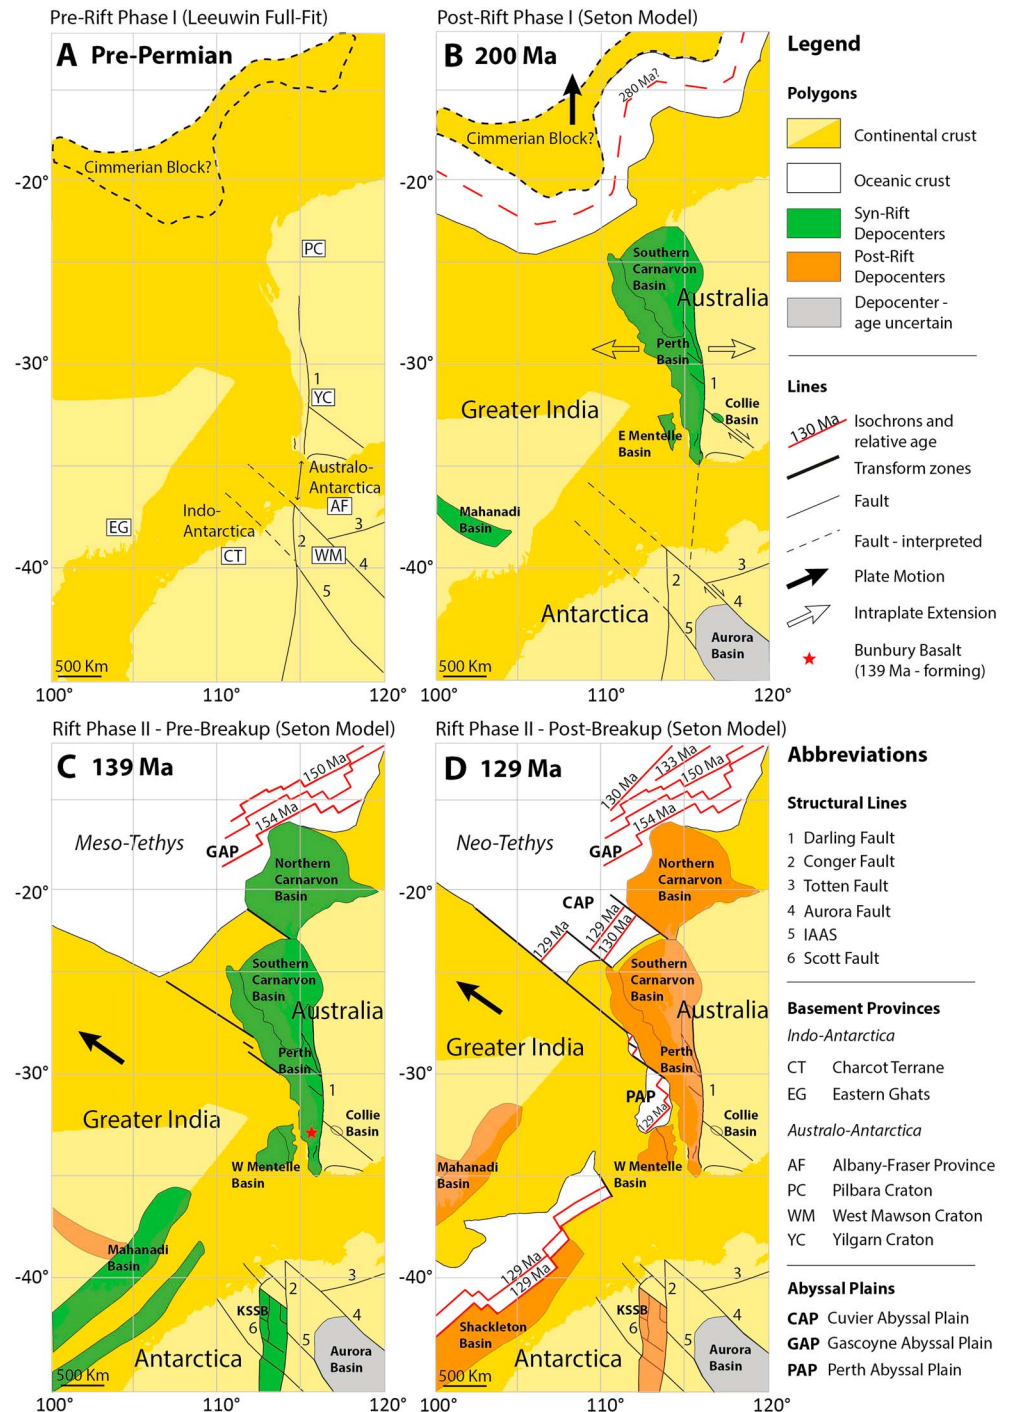 Pre-Rift Phase I (Leeuwin Full-Fit)
A Pre-Permian
Cimmerian Block?
-20°
PC
-30°
1
YC
Australo-
Antarctica
Indo-
Antarctica
AF
EG
3
2
CT
WM
4
-40°
5
500 Km
100°
110°
120°
Post-Rift Phase I (Seton Model)
B 200 Ma
280 Ma?
Cimmerian Block?
-20°
Southern
Carnarvon
Basin
Australia
Perth
Basin
-30°
1
Greater India
Collie
Basin
E Mentelle
Basin
Mahanadi
Basin
-40°
3
2
4
Antarctica
5
Aurora
Basin
500 Km
100°
110°
120°
Legend
Polygons
Continental crust
Oceanic crust
Syn-Rift
Depocenters
Post-Rift
Depocenters
Depocenter -
age uncertain
Lines
130 Ma
Isochrons and
relative age
Transform zones
Fault
Fault - interpreted
Plate Motion
Intraplate Extension
Bunbury Basalt
(139 Ma - forming)
Rift Phase II - Pre-Breakup (Seton Model)
C 139 Ma
150 Ma
154 Ma
Meso-Tethys
GAP
Northern
Carnarvon
Basin
-20°
Southern
Carnarvon
Basin
Australia
Perth
Basin
-30°
1
Greater India
Collie
Basin
W Mentelle
Basin
Mahanadi
Basin
-40°
3
2
KSSB
4
6
5
Antarctica
Aurora
Basin
500 Km
100°
110°
120°
Rift Phase II - Post-Breakup (Seton Model)
D 129 Ma
133 Ma
130 Ma
150 Ma
154 Ma
Neo-Tethys
GAP
Northern
Carnarvon
Basin
-20°
CAP
129 Ma
129 Ma
130 Ma
Southern
Carnarvon
Basin
Australia
Greater India
Perth
Basin
-30°
PAP
1
129 Ma
Collie
Basin
Mahanadi
Basin
W Mentelle
Basin
-40°
129 Ma
129 Ma
3
2
KSSB
4
6
5
Shackleton
Basin
Antarctica
Aurora
Basin
500 Km
100°
110°
120°
Abbreviations
Structural Lines
1 Darling Fault
2 Conger Fault
3 Totten Fault
4 Aurora Fault
5 IAAS
6 Scott Fault
Basement Provinces
Indo-Antarctica
CT Charcot Terrane
EG Eastern Ghats
Australo-Antarctica
AF Albany-Fraser Province
PC Pilbara Craton
WM West Mawson Craton
YC Yilgarn Craton
Abyssal Plains
CAP Cuvier Abyssal Plain
GAP Gascoyne Abyssal Plain
PAP Perth Abyssal Plain